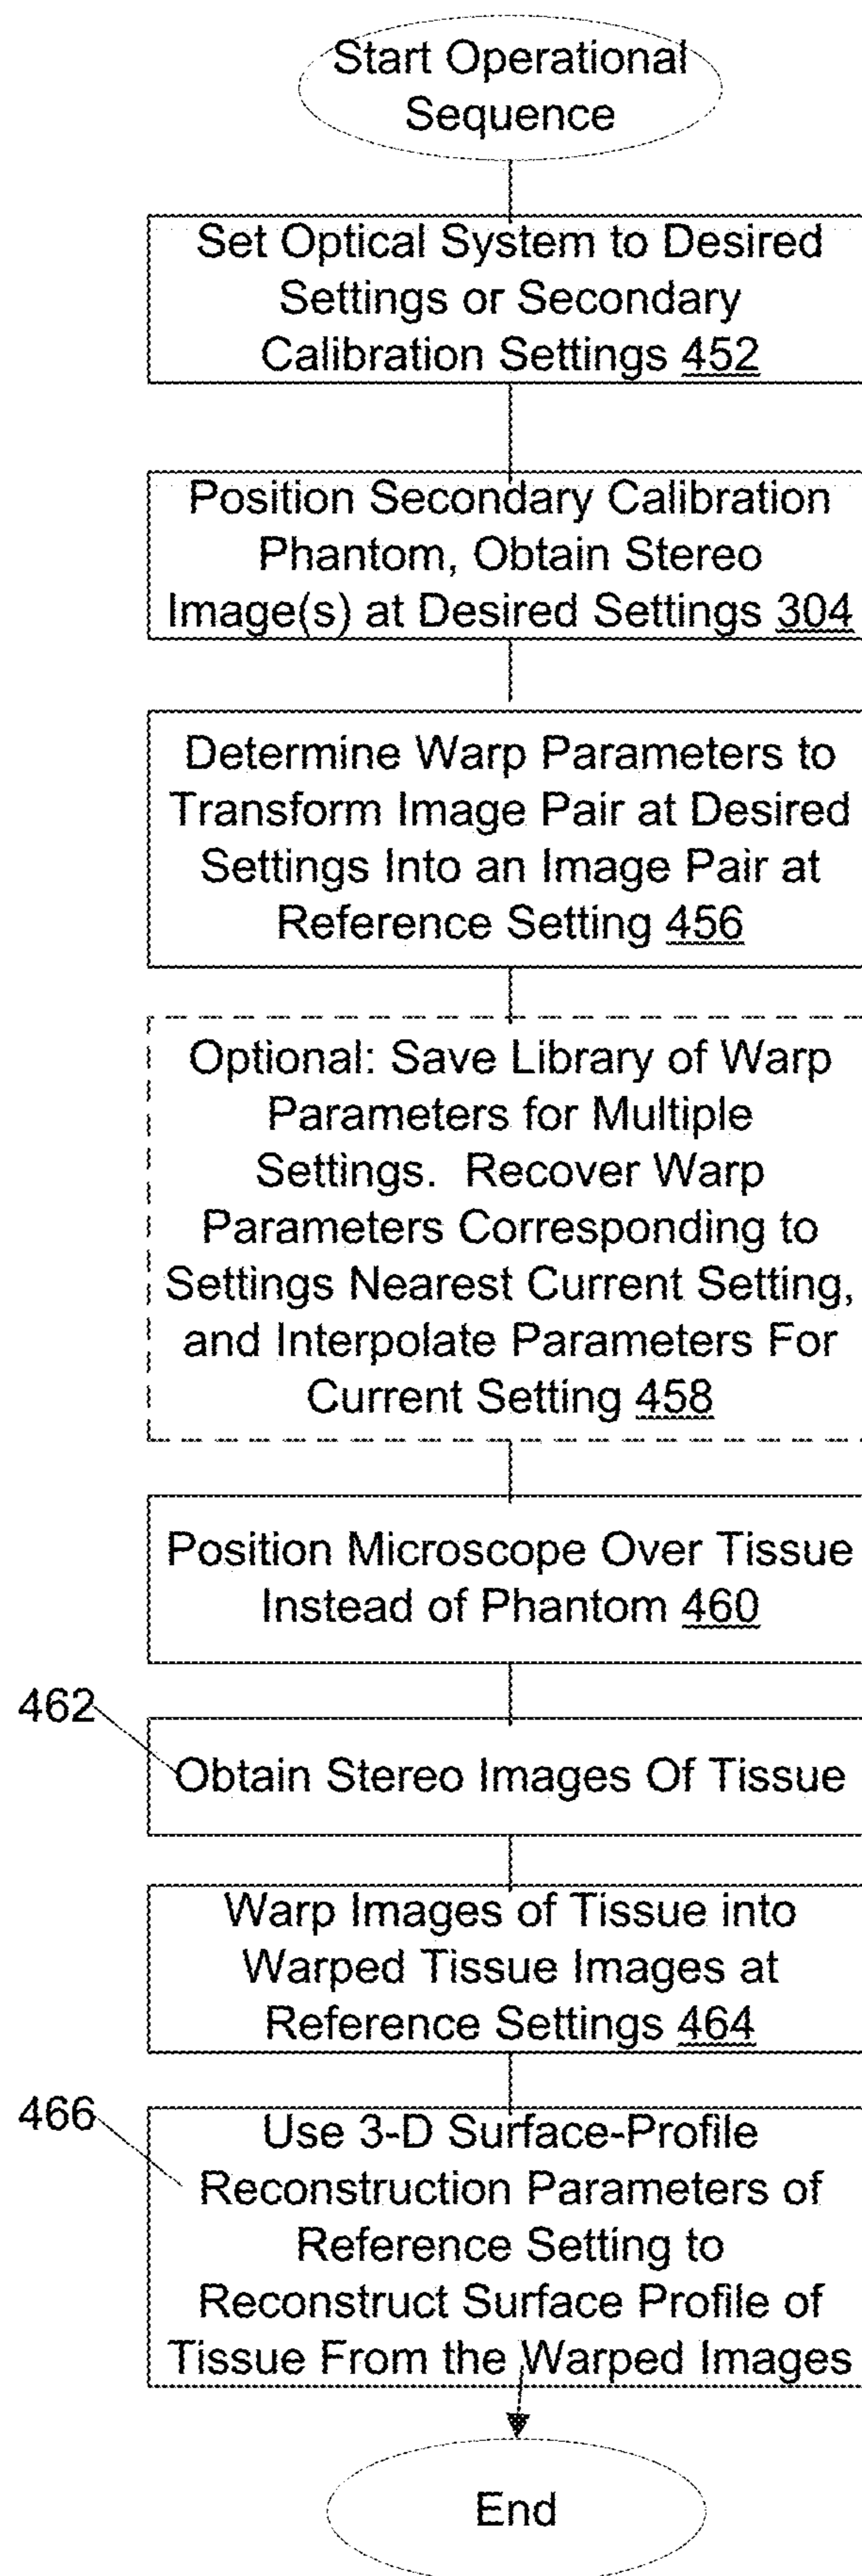 Start Operational
Sequence
Set Optical System to Desired
Settings or Secondary
Calibration Settings 452
Position Secondary Calibration
Phantom, Obtain Stereo
Image(s) at Desired Settings 304
Determine Warp Parameters to
Transform Image Pair at Desired
Settings Into an Image Pair at
Reference Setting 456
Optional: Save Library of Warp
Parameters for Multiple
Settings. Recover Warp
Parameters Corresponding to
Settings Nearest Current Setting,
and Interpolate Parameters For
Current Setting 458
Position Microscope Over Tissue
Instead of Phantom 460
462
Obtain Stereo Images Of Tissue
Warp Images of Tissue into
Warped Tissue Images at
Reference Settings 464
466
Use 3-D Surface-Profile
Reconstruction Parameters of
Reference Setting to
Reconstruct Surface Profile of
Tissue From the Warped Images
End